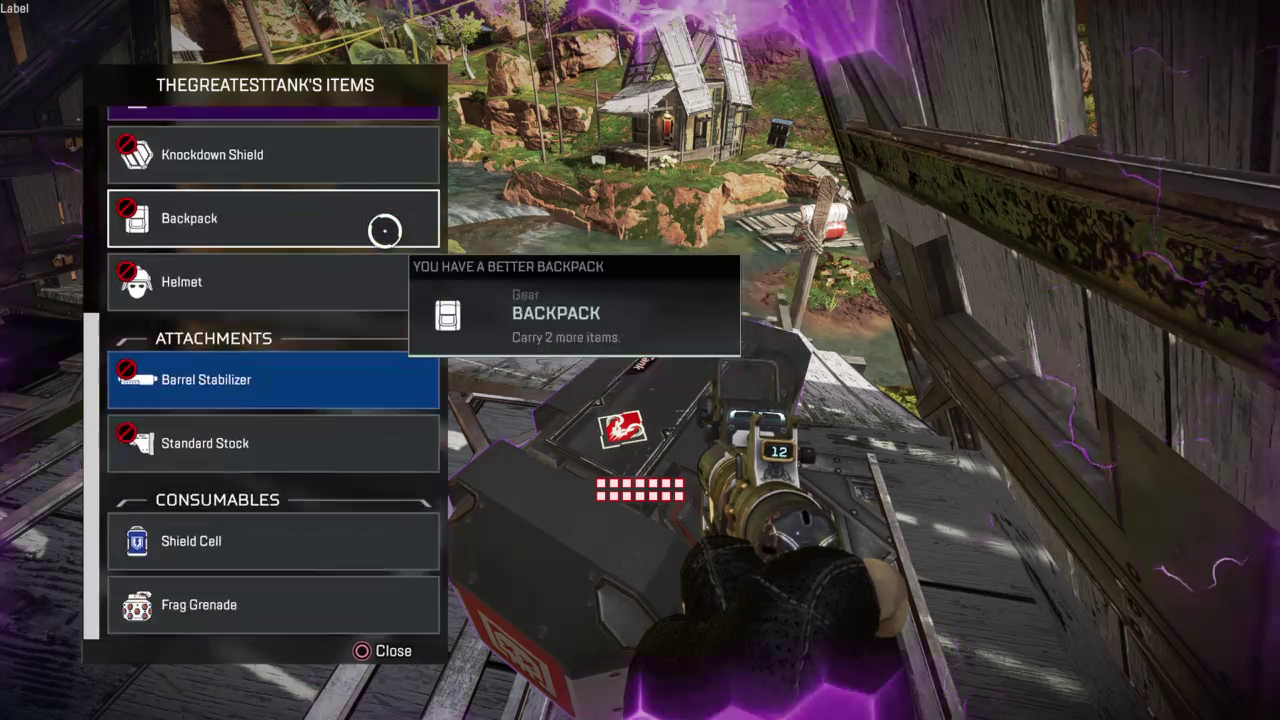 Label
THEGREATESTTANK'S ITEMS
Knockdown Shield
Backpack
Helmet
YOU HAVE A BETTER BACKPACK
Gear
BACKPACK
Carry 2 more items.
ATTACHMENTS
Barrel Stabilizer
Standard Stock
12
CONSUMABLES
Shield Cell
Frag Grenade
Close